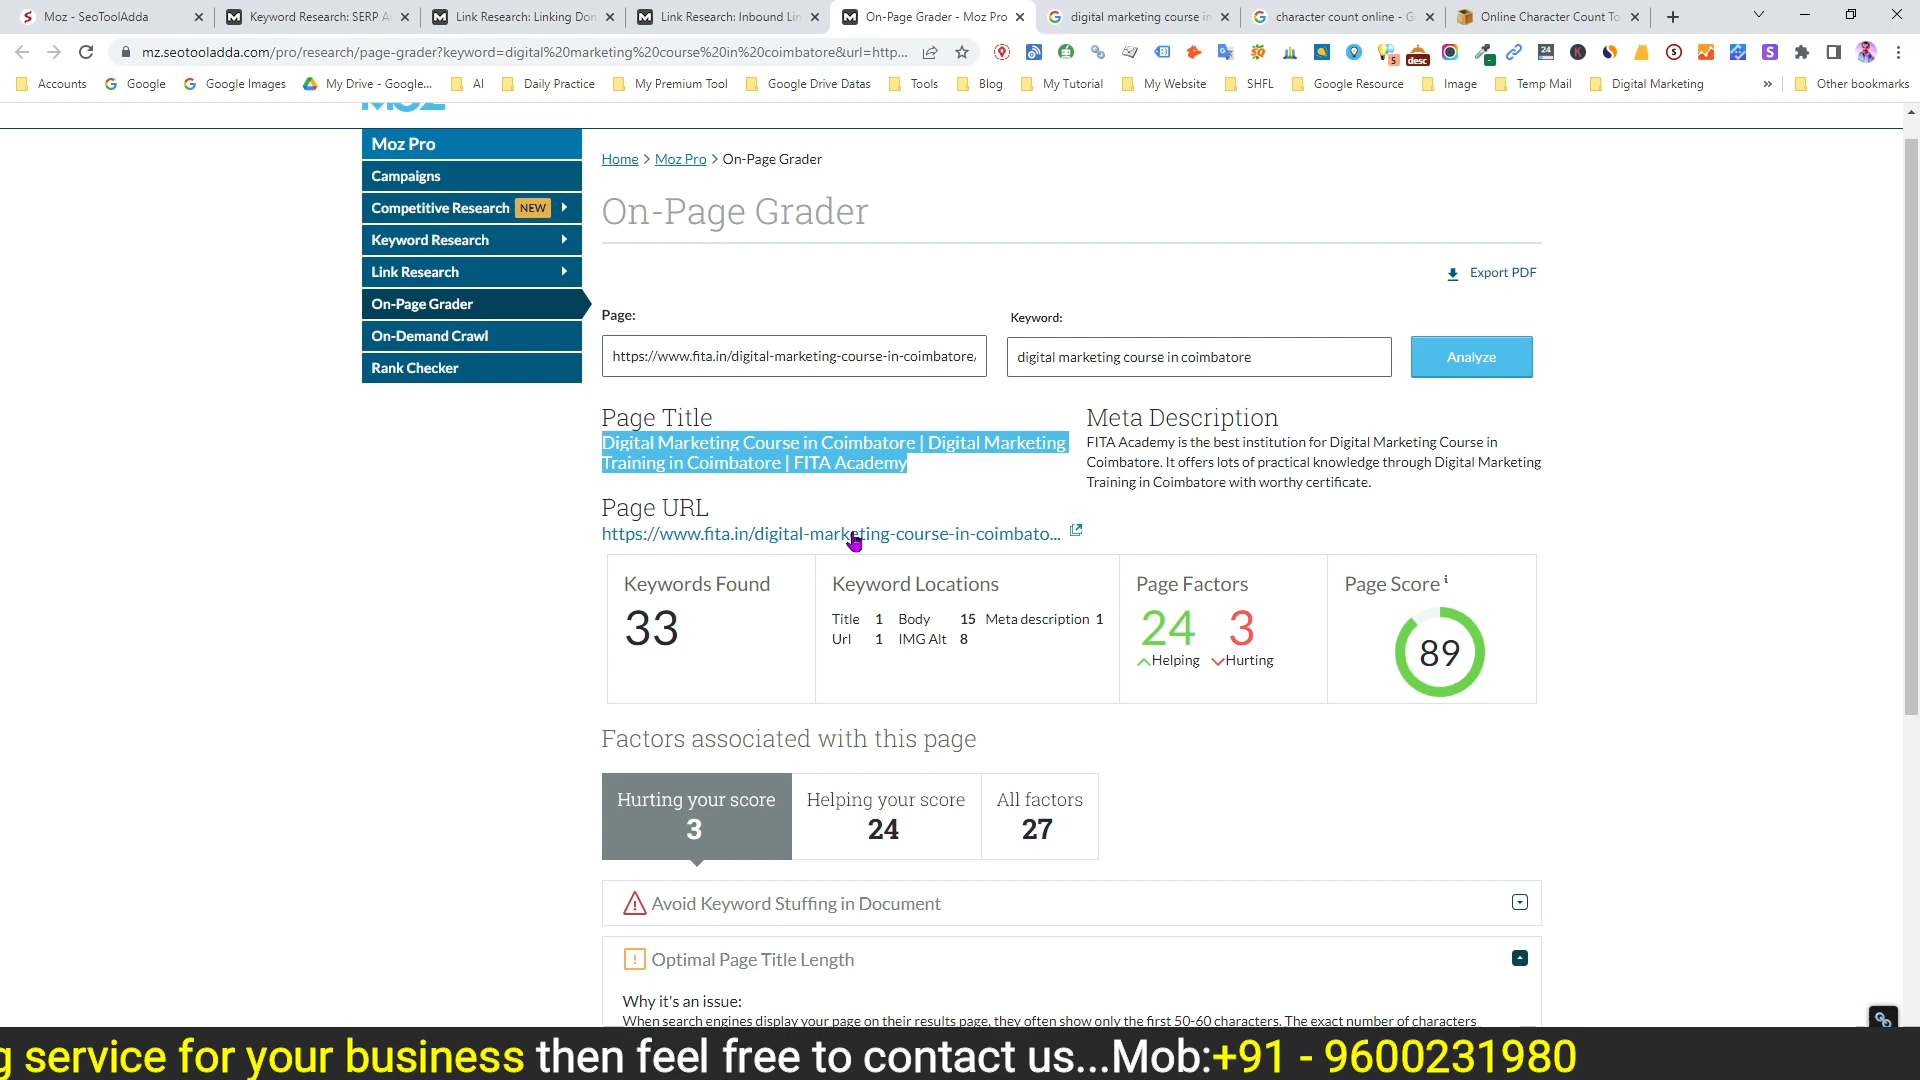 Moz - SeoToolAdda
Keyword Research: SERP A
Link Research: Linking Don
Link Research: Inbound Lin
On-Page Grader - Moz Pro
digital marketing course in
character count online - G
Online Character Count To
mz.seotooladda.com/pro/research/page-grader?keyword=digital%20marketing%20course%20in%20coimbatore&url=http...
5
desc
24
Accounts
Google
Google Images
My Drive - Google...
AI
Daily Practice
My Premium Tool
Google Drive Datas
Tools
Blog
My Tutorial
My Website
SHFL
Google Resource
Image
Temp Mail
Digital Marketing
»
Other bookmarks
MOZ
Moz Pro
Campaigns
Competitive Research NEW
Keyword Research
Link Research
On-Page Grader
On-Demand Crawl
Rank Checker
Home > Moz Pro > On-Page Grader
On-Page Grader
Export PDF
Page:
Keyword:
https://www.fita.in/digital-marketing-course-in-coimbatore/
digital marketing course in coimbatore
Analyze
Page Title
Digital Marketing Course in Coimbatore | Digital Marketing
Training in Coimbatore | FITA Academy
Meta Description
FITA Academy is the best institution for Digital Marketing Course in
Coimbatore. It offers lots of practical knowledge through Digital Marketing
Training in Coimbatore with worthy certificate.
Page URL
https://www.fita.in/digital-marketing-course-in-coimbato...
Keywords Found
33
Keyword Locations
Title 1 Body 15 Meta description 1
Url 1 IMG Alt 8
Page Factors
24 3
Helping Hurting
Page Score i
89
Factors associated with this page
Hurting your score
3
Helping your score
24
All factors
27
Avoid Keyword Stuffing in Document
Optimal Page Title Length
Why it's an issue:
When search engines display your page on their results page, they often show only the first 50-60 characters. The exact number of characters
g service for your business then feel free to contact us...Mob:+91 - 9600231980